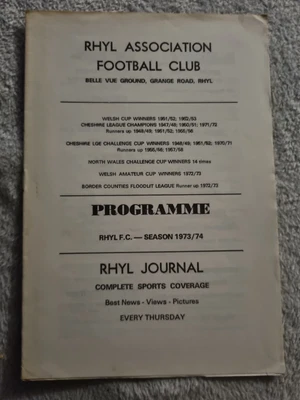 RHYL ASSOCIATION
FOOTBALL CLUB
BELLE VUE GROUND, GRANGE ROAD, RHYL
WELSH CUP WINNERS 1951/52; 1952/53
CHESHIRE LEAGUE CHAMPIONS 1947/48; 1950/51; 1971/72
Runners up 1948/49; 1951/52; 1955/56
CHESHIRE LGE CHALLENGE CUP WINNERS 1948/49; 1951/52; 1970/71
Runners up 1955/56; 1957/58
NORTH WALES CHALLENGE CUP WINNERS 14 times
WELSH AMATEUR CUP WINNERS 1972/73
BORDER COUNTIES FLOODLIT LEAGUE Runner up 1972/73
PROGRAMME
RHYL F.C. — SEASON 1973/74
RHYL JOURNAL
COMPLETE SPORTS COVERAGE
Best News - Views - Pictures
EVERY THURSDAY